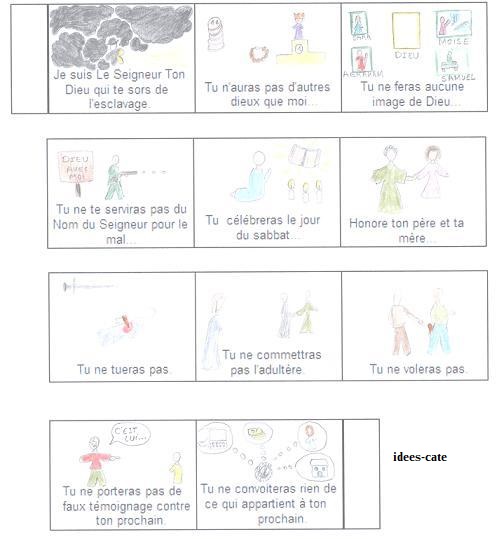 Je suis Le Seigneur Ton
Dieu qui te sors de
l'esclavage.
Tu n'auras pas d'autres
dieux que moi...
SARA
DIEU
MOISE
ABRAHAM
SAMUEL
Tu ne feras aucune
image de Dieu...
DIEU
AVEC
MOI
Tu ne te serviras pas du
Nom du Seigneur pour le
mal...
Tu célébreras le jour
du sabbat...
Honore ton père et ta
mère...
Tu ne tueras pas.
Tu ne commettras
pas l'adultére.
Tu ne voleras pas.
C'EST
LUI...
Tu ne porteras pas de
faux témoignage contre
ton prochain.
Tu ne convoiteras rien de
ce qui appartient à ton
prochain.
idees-cate